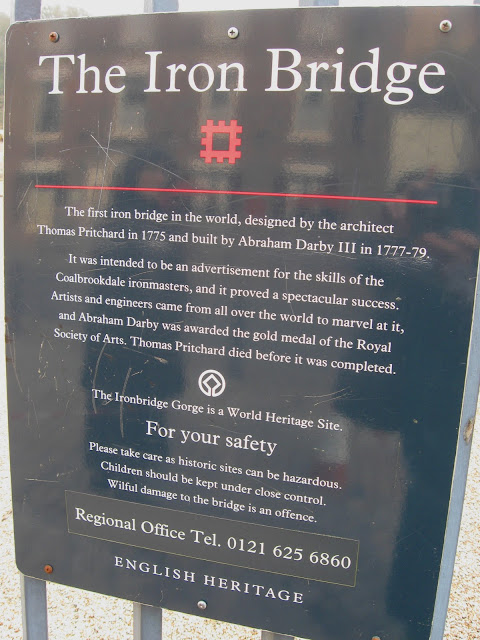 The Iron Bridge
The first iron bridge in the world, designed by the architect
Thomas Pritchard in 1775 and built by Abraham Darby III in 1777-79.
It was intended to be an advertisement for the skills of the
Coalbrookdale ironmasters, and it proved a spectacular success.
Artists and engineers came from all over the world to marvel at it,
and Abraham Darby was awarded the gold medal of the Royal
Society of Arts. Thomas Pritchard died before it was completed.
The Ironbridge Gorge is a World Heritage Site.
For your safety
Please take care as historic sites can be hazardous.
Children should be kept under close control.
Wilful damage to the bridge is an offence.
Regional Office Tel. 0121 625 6860
ENGLISH HERITAGE